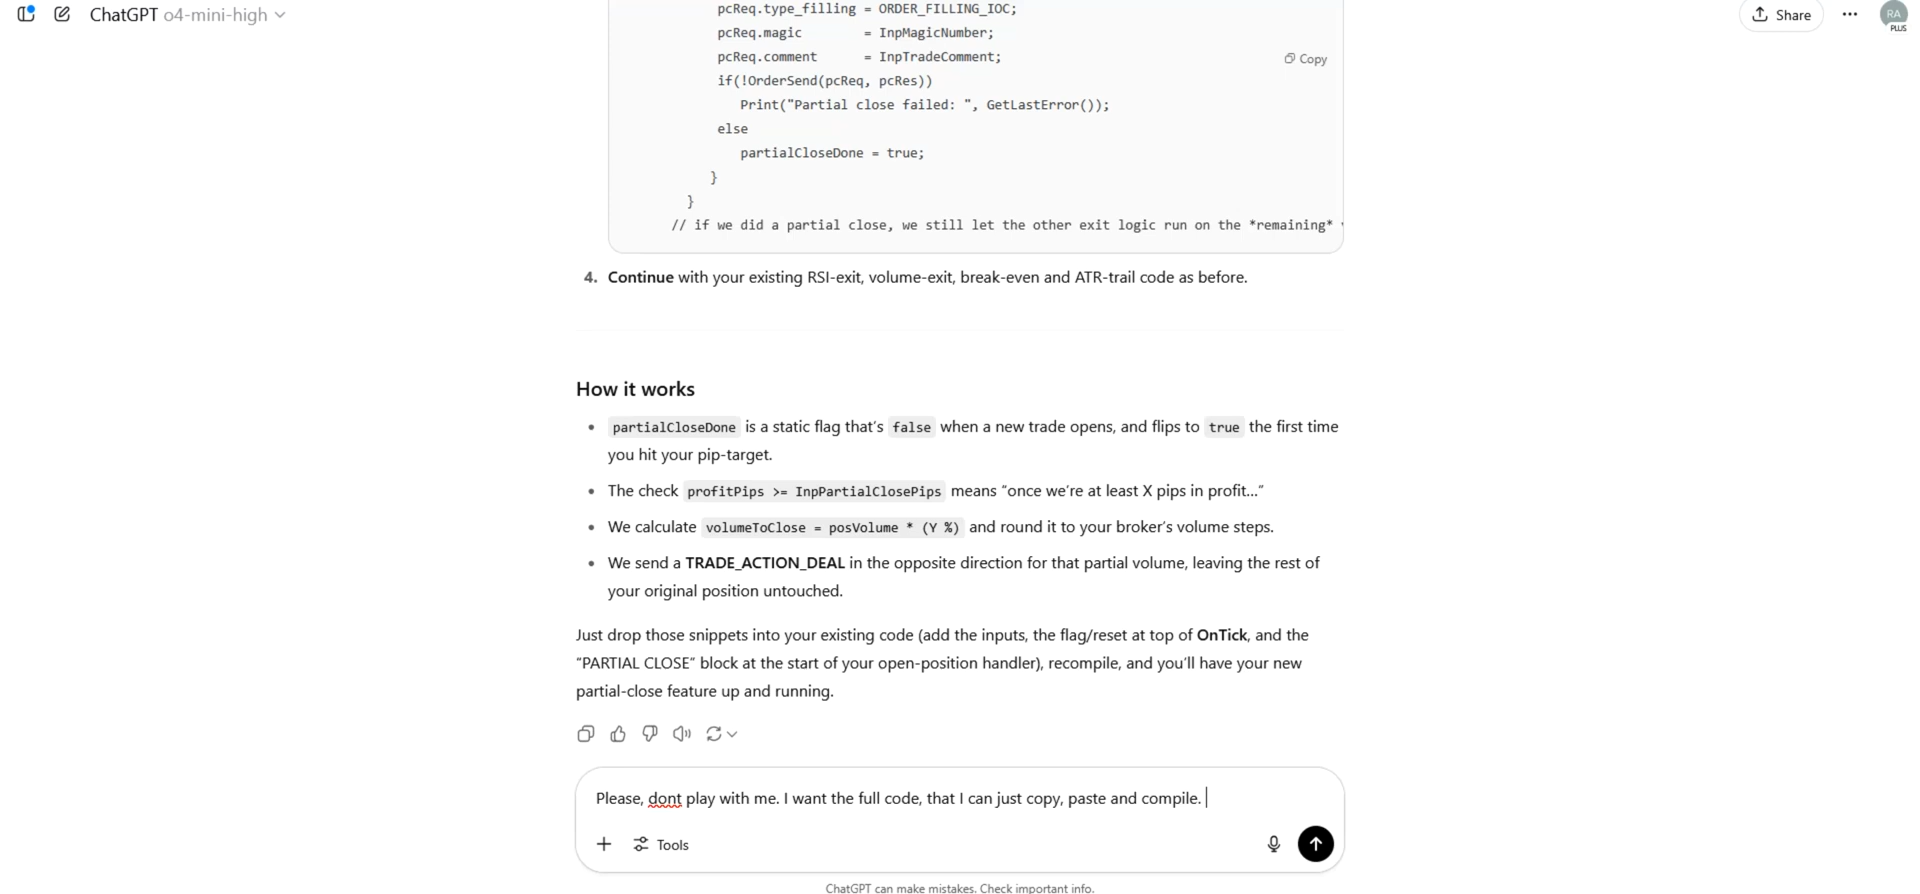 ChatGPT o4-mini-high
Share
RA
PLUS
pcReq.type_filling = ORDER_FILLING_IOC;
pcReq.magic        = InpMagicNumber;
pcReq.comment      = InpTradeComment;
Copy
if(!OrderSend(pcReq, pcRes))
Print("Partial close failed: ", GetLastError());
else
partialCloseDone = true;
}
}
// if we did a partial close, we still let the other exit logic run on the *remaining*
4. Continue with your existing RSI-exit, volume-exit, break-even and ATR-trail code as before.
How it works
• partialCloseDone is a static flag that's false when a new trade opens, and flips to true the first time
you hit your pip-target.
• The check profitPips >= InpPartialClosePips means “once we're at least X pips in profit…”
• We calculate volumeToClose = posVolume * (Y %) and round it to your broker's volume steps.
• We send a TRADE_ACTION_DEAL in the opposite direction for that partial volume, leaving the rest of
your original position untouched.
Just drop those snippets into your existing code (add the inputs, the flag/reset at top of OnTick, and the
“PARTIAL CLOSE” block at the start of your open-position handler), recompile, and you'll have your new
partial-close feature up and running.
Please, dont play with me. I want the full code, that I can just copy, paste and compile.
Tools
ChatGPT can make mistakes. Check important info.